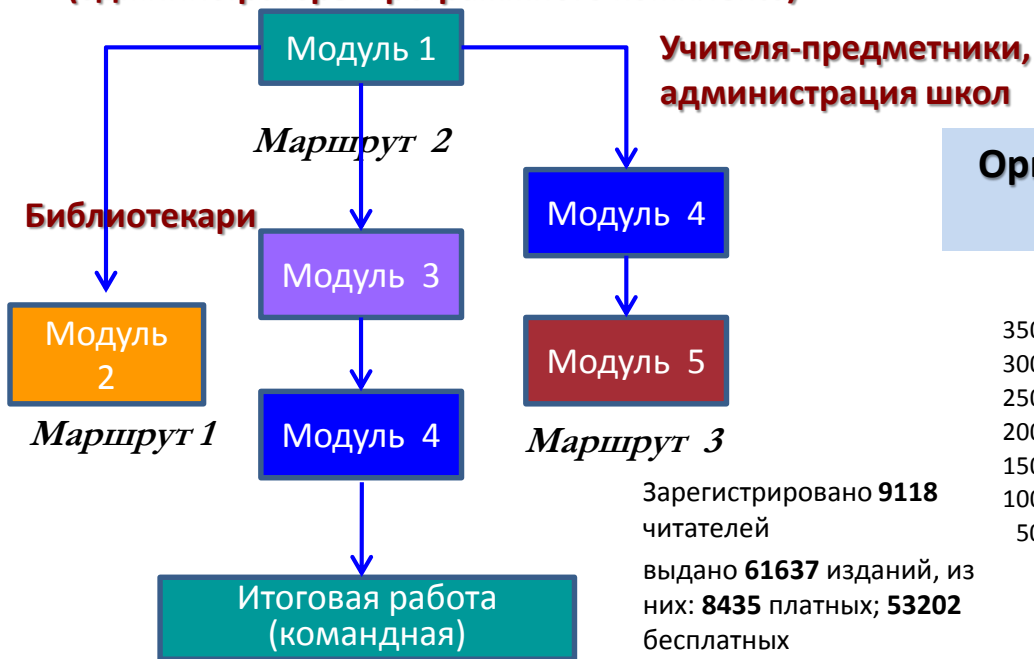 Модуль 1
Учителя-предметники,
администрация школ
Маршрут 2
Библиотекари
Модуль 4
Модуль 3
Модуль
2
Модуль 5
Маршрут 1
Модуль 4
Маршрут 3
Зарегистрировано 9118
читателей
выдано 61637 изданий, из
них: 8435 платных; 53202
бесплатных
Итоговая работа
(командная)